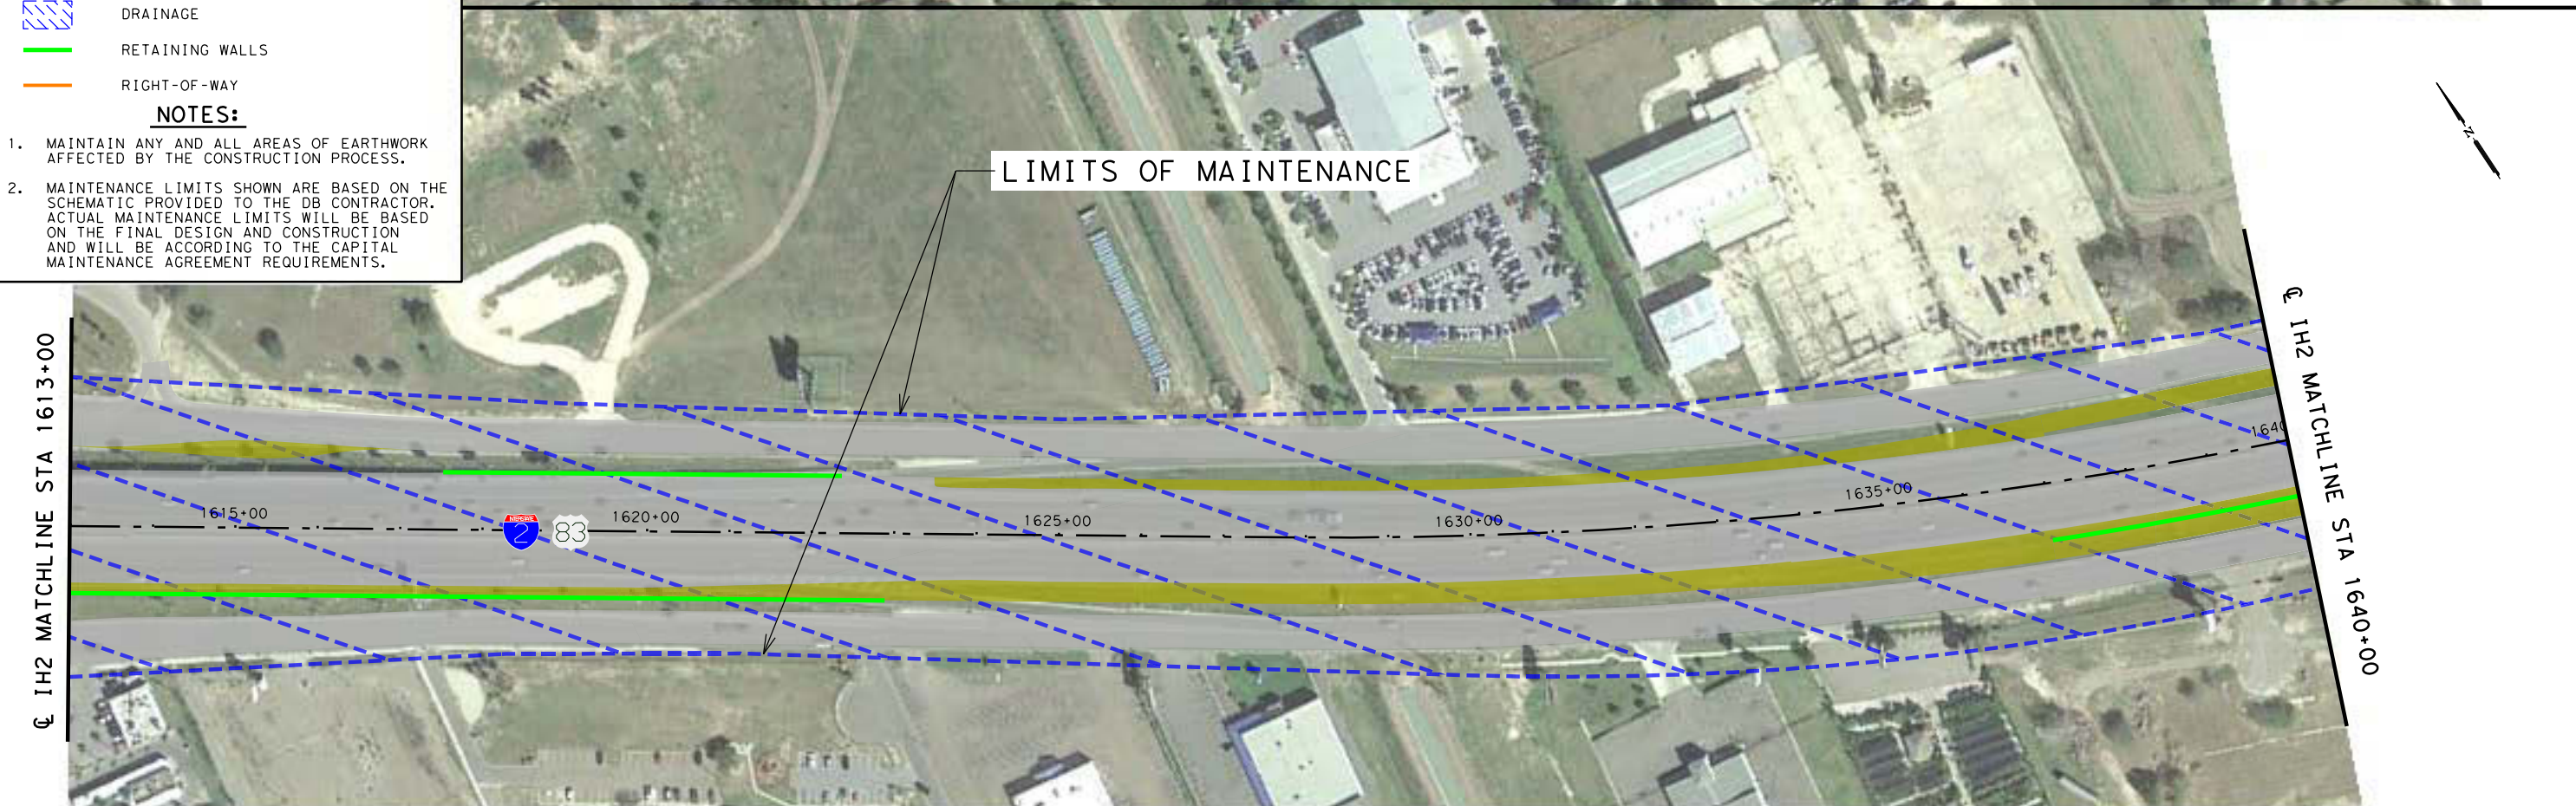 DRAINAGE
RETAINING WALLS
RIGHT-OF-WAY
NOTES:
1. MAINTAIN ANY AND ALL AREAS OF EARTHWORK
AFFECTED BY THE CONSTRUCTION PROCESS.
2. MAINTENANCE LIMITS SHOWN ARE BASED ON THE
SCHEMATIC PROVIDED TO THE DB CONTRACTOR.
ACTUAL MAINTENANCE LIMITS WILL BE BASED
ON THE FINAL DESIGN AND CONSTRUCTION
AND WILL BE ACCORDING TO THE CAPITAL
MAINTENANCE AGREEMENT REQUIREMENTS.
LIMITS OF MAINTENANCE
N
℄ IH2 MATCHLINE STA 1613+00
1615+00
2
83
1620+00
1625+00
1630+00
1635+00
1640
℄ IH2 MATCHLINE STA 1640+00